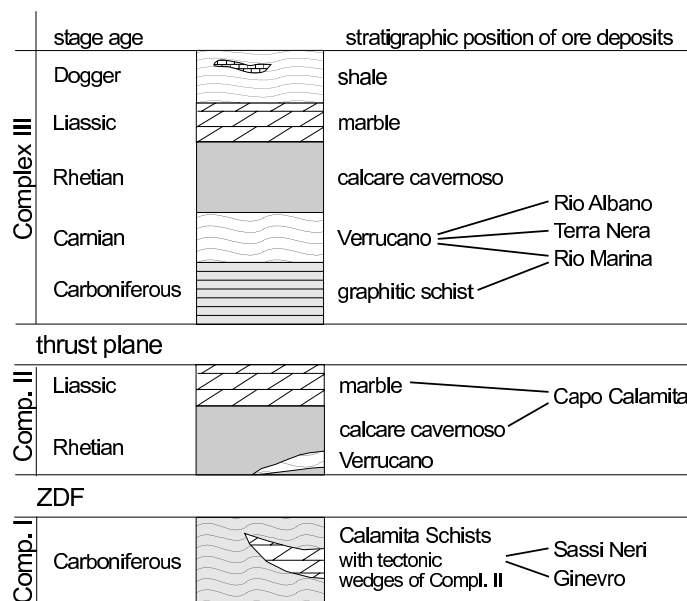 stage age stratigraphic position of ore deposits
Complex III
Dogger shale
Liassic marble
Rhetian calcare cavernoso
Rio Albano
Carnian Verrucano Terra Nera
Rio Marina
Carboniferous graphitic schist
thrust plane
Comp. II
Liassic marble
Capo Calamita
calcare cavernoso
Rhetian
Verrucano
ZDF
Comp. I
Calamita Schists
Sassi Neri
Carboniferous with tectonic
wedges of Compl. II Ginevro